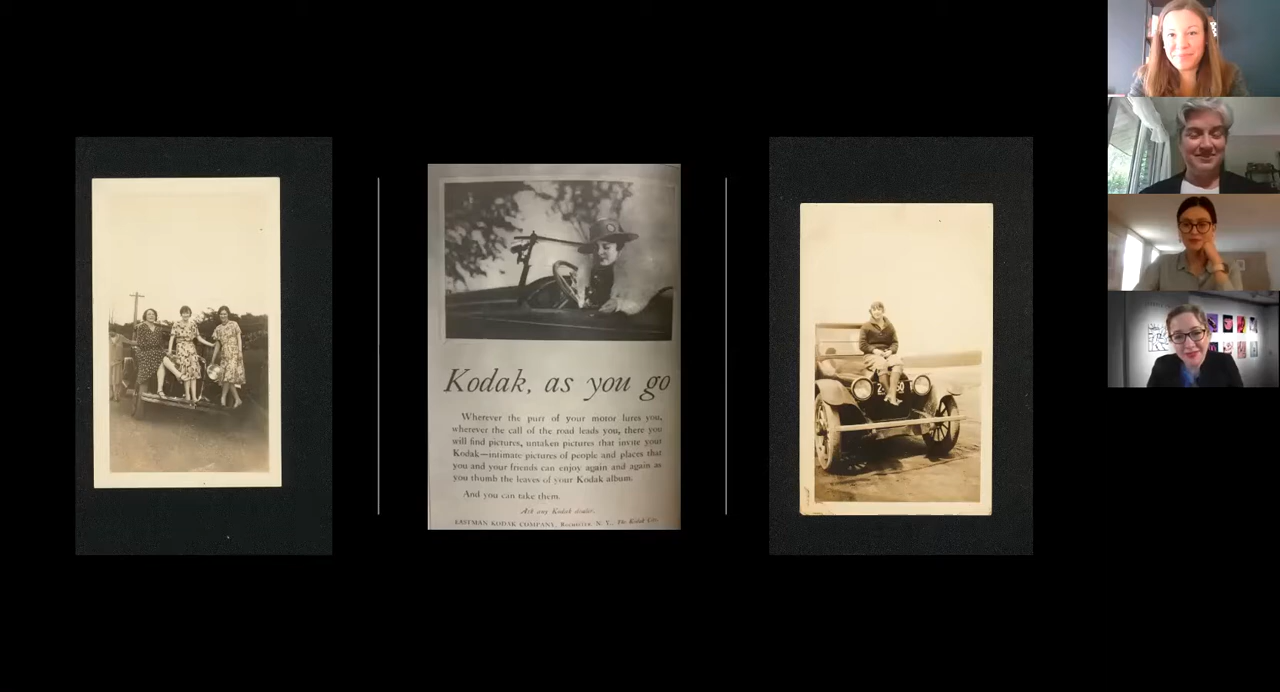 Kodak, as you go
Wherever the purr of your motor lures you,
wherever the call of the road leads you, there you
will find pictures, untaken pictures that invite your
Kodak—intimate pictures of people and places that
you and your friends can enjoy again and again as
you thumb the leaves of your Kodak album.
And you can take them.
Ask any Kodak dealer.
EASTMAN KODAK COMPANY, Rochester, N. Y., The Kodak City